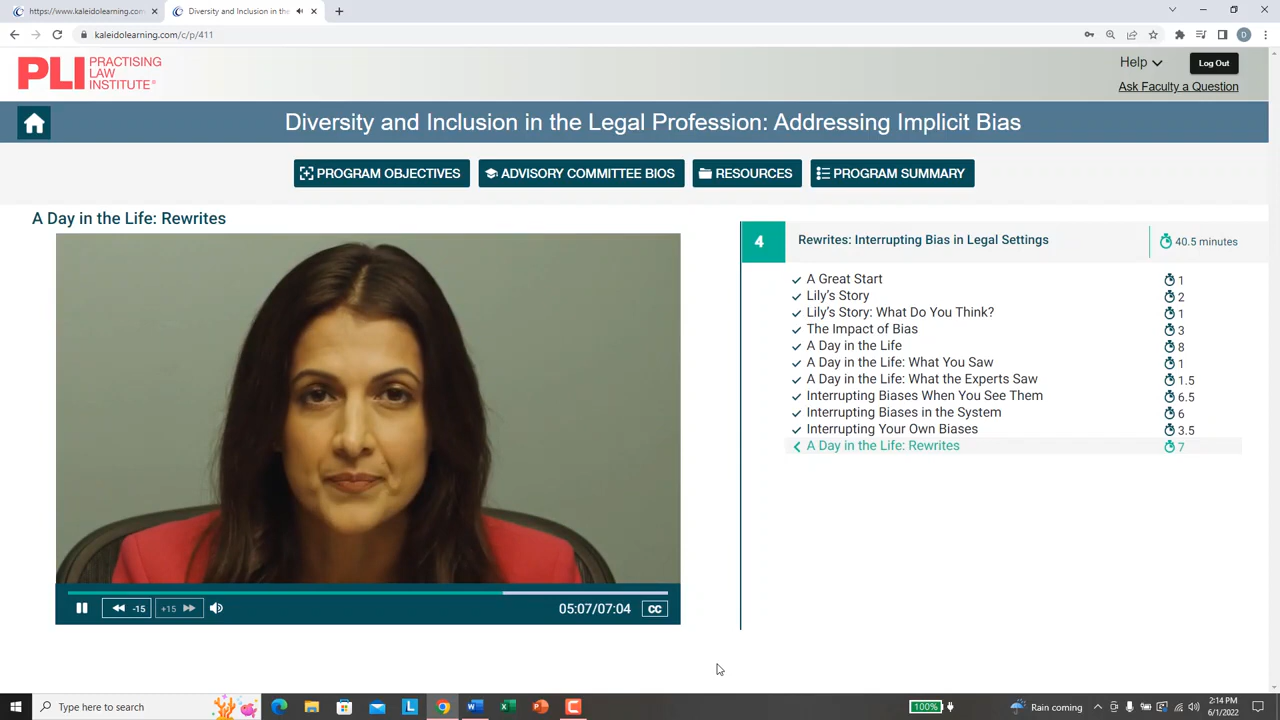 https://www.kaleidolearning.com
Diversity and Inclusion in the
kaleidolearning.com/c/p/411
D
PLI PRACTISING
LAW
INSTITUTE®
Help
Log Out
Ask Faculty a Question
Diversity and Inclusion in the Legal Profession: Addressing Implicit Bias
PROGRAM OBJECTIVES
ADVISORY COMMITTEE BIOS
RESOURCES
PROGRAM SUMMARY
A Day in the Life: Rewrites
4 Rewrites: Interrupting Bias in Legal Settings 40.5 minutes
A Great Start 1
Lily's Story 2
Lily's Story: What Do You Think? 1
The Impact of Bias 3
A Day in the Life 8
A Day in the Life: What You Saw 1
A Day in the Life: What the Experts Saw 1.5
Interrupting Biases When You See Them 6.5
Interrupting Biases in the System 6
Interrupting Your Own Biases 3.5
A Day in the Life: Rewrites 7
-15 +15 05:07/07:04 CC
Type here to search
L
100%
Rain coming
2:14 PM
6/1/2022